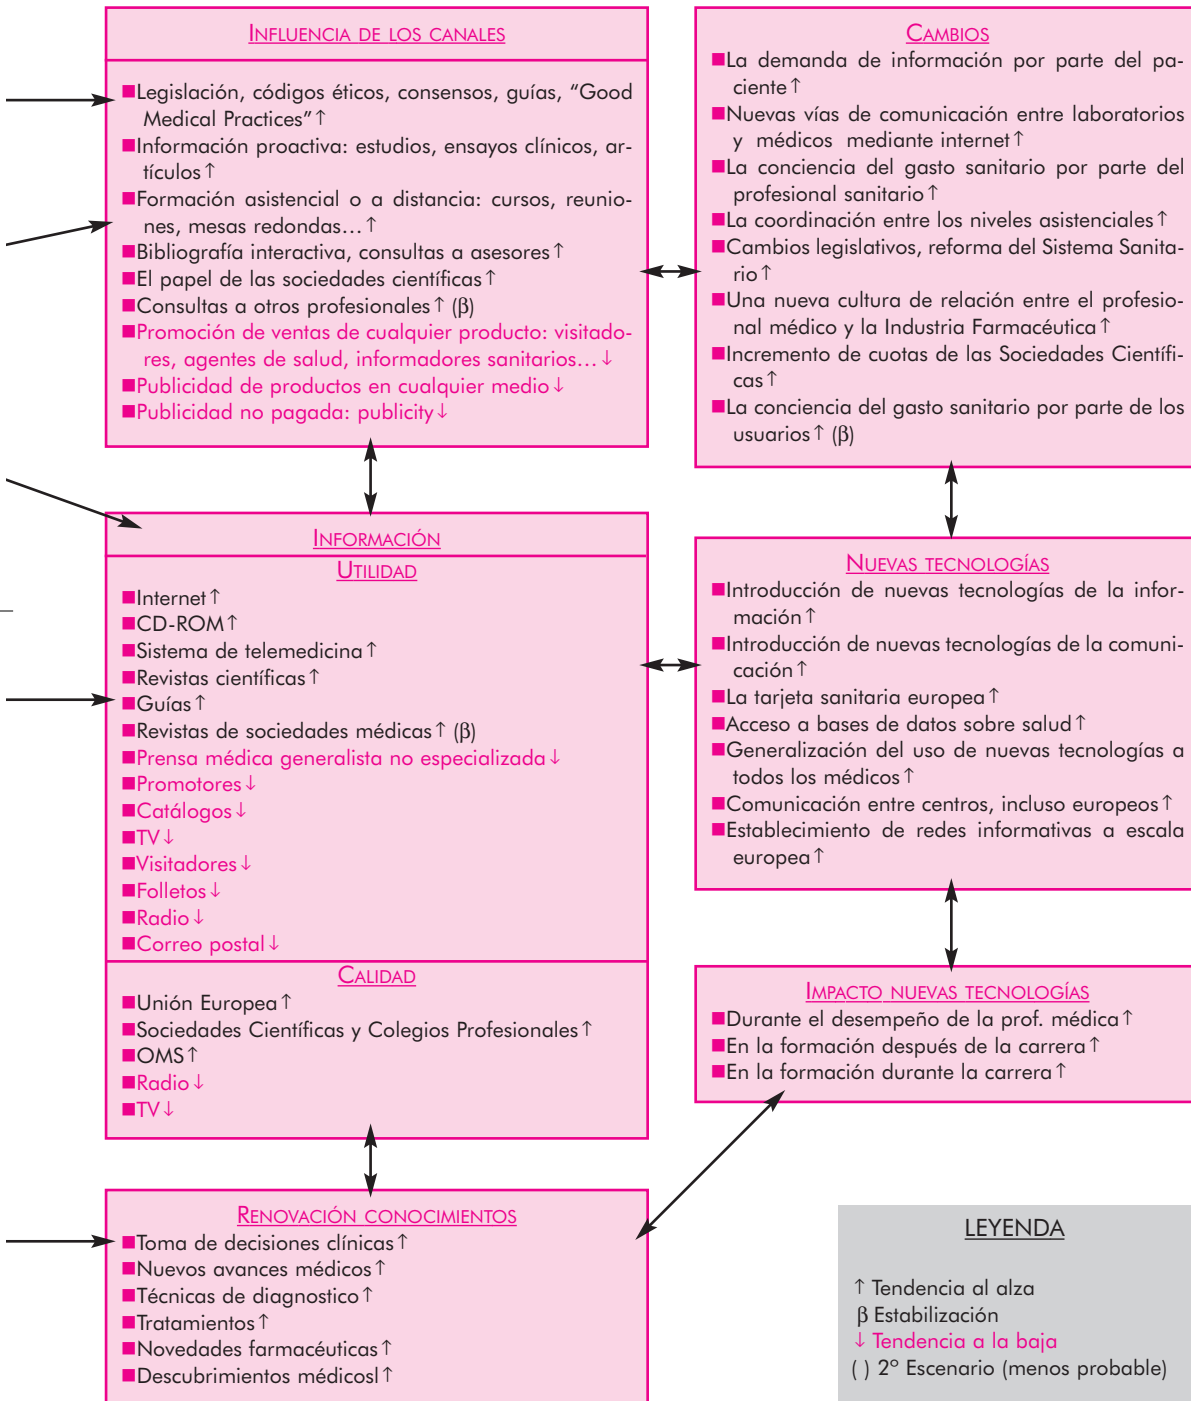 INFLUENCIA DE LOS CANALES
■Legislación, códigos éticos, consensos, guías, “Good
Medical Practices”↑
■Información proactiva: estudios, ensayos clínicos, ar-
tículos↑
■Formación asistencial o a distancia: cursos, reunio-
nes, mesas redondas…↑
■Bibliografía interactiva, consultas a asesores↑
■El papel de las sociedades científicas↑
■Consultas a otros profesionales↑ (β)
■Promoción de ventas de cualquier producto: visitado-
res, agentes de salud, informadores sanitarios…↓
■Publicidad de productos en cualquier medio↓
■Publicidad no pagada: publicity↓
CAMBIOS
■La demanda de información por parte del pa-
ciente↑
■Nuevas vías de comunicación entre laboratorios
y médicos mediante internet↑
■La conciencia del gasto sanitario por parte del
profesional sanitario↑
■La coordinación entre los niveles asistenciales↑
■Cambios legislativos, reforma del Sistema Sanita-
rio↑
■Una nueva cultura de relación entre el profesio-
nal médico y la Industria Farmacéutica↑
■Incremento de cuotas de las Sociedades Científi-
cas↑
■La conciencia del gasto sanitario por parte de los
usuarios↑ (β)
INFORMACIÓN
UTILIDAD
■Internet↑
■CD-ROM↑
■Sistema de telemedicina↑
■Revistas científicas↑
■Guías↑
■Revistas de sociedades médicas↑ (β)
■Prensa médica generalista no especializada↓
■Promotores↓
■Catálogos↓
■TV↓
■Visitadores↓
■Folletos↓
■Radio↓
■Correo postal↓
CALIDAD
■Unión Europea↑
■Sociedades Científicas y Colegios Profesionales↑
■OMS↑
■Radio↓
■TV↓
NUEVAS TECNOLOGÍAS
■Introducción de nuevas tecnologías de la infor-
mación↑
■Introducción de nuevas tecnologías de la comuni-
cación↑
■La tarjeta sanitaria europea↑
■Acceso a bases de datos sobre salud↑
■Generalización del uso de nuevas tecnologías a
todos los médicos↑
■Comunicación entre centros, incluso europeos↑
■Establecimiento de redes informativas a escala
europea↑
IMPACTO NUEVAS TECNOLOGÍAS
■Durante el desempeño de la prof. médica↑
■En la formación después de la carrera↑
■En la formación durante la carrera↑
RENOVACIÓN CONOCIMIENTOS
■Toma de decisiones clínicas↑
■Nuevos avances médicos↑
■Técnicas de diagnostico↑
■Tratamientos↑
■Novedades farmacéuticas↑
■Descubrimientos médicosl↑
LEYENDA
↑ Tendencia al alza
β Estabilización
↓ Tendencia a la baja
( ) 2º Escenario (menos probable)